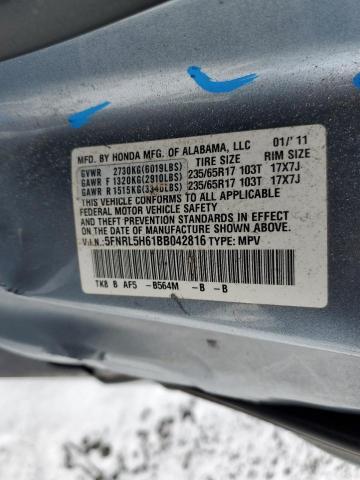 MFD. BY HONDA MFG. OF ALABAMA, LLC 01/'11
TIRE SIZE RIM SIZE
GVWR 2730KG(6019LBS)
GAWR F 1320KG(2910LBS) 235/65R17 103T 17X7J
GAWR R 1515KG(3340LBS) 235/65R17 103T 17X7J
THIS VEHICLE CONFORMS TO ALL APPLICABLE
FEDERAL MOTOR VEHICLE SAFETY, BUMPER,
AND THEFT PREVENTION STANDARDS IN EFFECT
ON THE DATE OF MANUFACTURE SHOWN ABOVE.
V.I.N.: 5FNRL5H61BB042816 TYPE: MPV
TK8 B AF5 -B564M -B -B